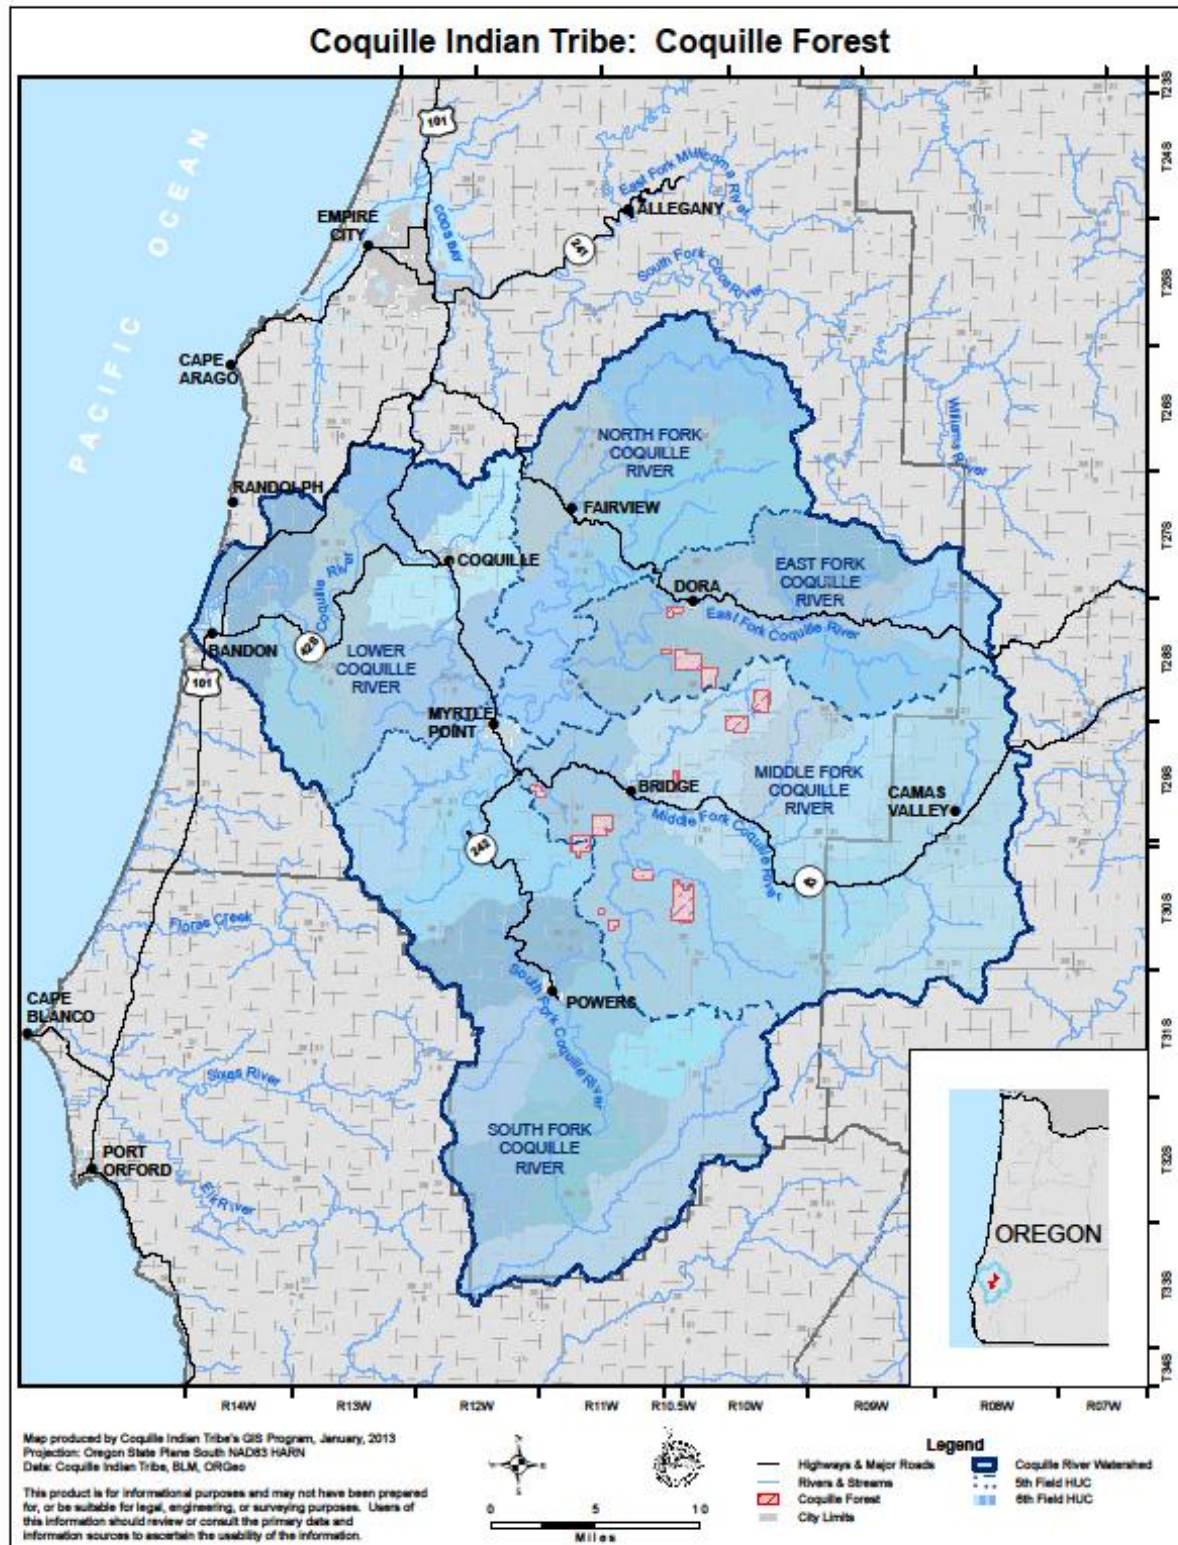 Coquille Indian Tribe: Coquille Forest
T23S
T24S
T25S
T26S
T27S
T28S
T29S
T30S
T31S
T32S
T33S
T34S
PACIFIC OCEAN
101
EMPIRE
CITY
COOS BAY
East Fork Millicoma River
ALLEGANY
241
South Fork Coos River
CAPE
ARAGO
Williams River
NORTH FORK
COQUILLE
RIVER
RANDOLPH
FAIRVIEW
COQUILLE
Coquille River
EAST FORK
COQUILLE
RIVER
DORA
East Fork Coquille River
BANDON
42S
101
LOWER
COQUILLE
RIVER
MYRTLE
POINT
BRIDGE
MIDDLE FORK
COQUILLE
RIVER
CAMAS
VALLEY
Middle Fork Coquille River
242
42
Floras Creek
South Fork Coquille River
POWERS
CAPE
BLANCO
Sixes River
SOUTH FORK
COQUILLE
RIVER
PORT
ORFORD
Elk River
OREGON
R14W
R13W
R12W
R11W
R10.5W
R10W
R09W
R08W
R07W
Map produced by Coquille Indian Tribe's GIS Program, January, 2013
Projection: Oregon State Plane South NAD83 HARN
Data: Coquille Indian Tribe, BLM, ORGeo
This product is for informational purposes and may not have been prepared
for, or be suitable for legal, engineering, or surveying purposes. Users of
this information should review or consult the primary data and
information sources to ascertain the usability of the information.
0 5 10
Miles
Legend
Highways & Major Roads
Rivers & Streams
Coquille Forest
City Limits
Coquille River Watershed
5th Field HUC
6th Field HUC